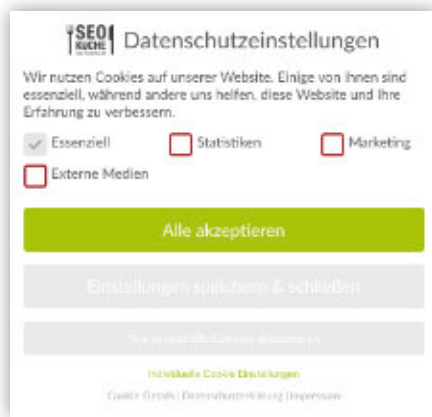 SEO
KÜCHE
Datenschutzeinstellungen
Wir nutzen Cookies auf unserer Website. Einige von ihnen sind
essenziell, während andere uns helfen, diese Website und Ihre
Erfahrung zu verbessern.
Essenziell
Statistiken
Marketing
Externe Medien
Alle akzeptieren
Einstellungen speichern & schließen
Nur essenzielle Cookies akzeptieren
Individuelle Cookie Einstellungen
Cookie-Details | Datenschutzerklärung | Impressum